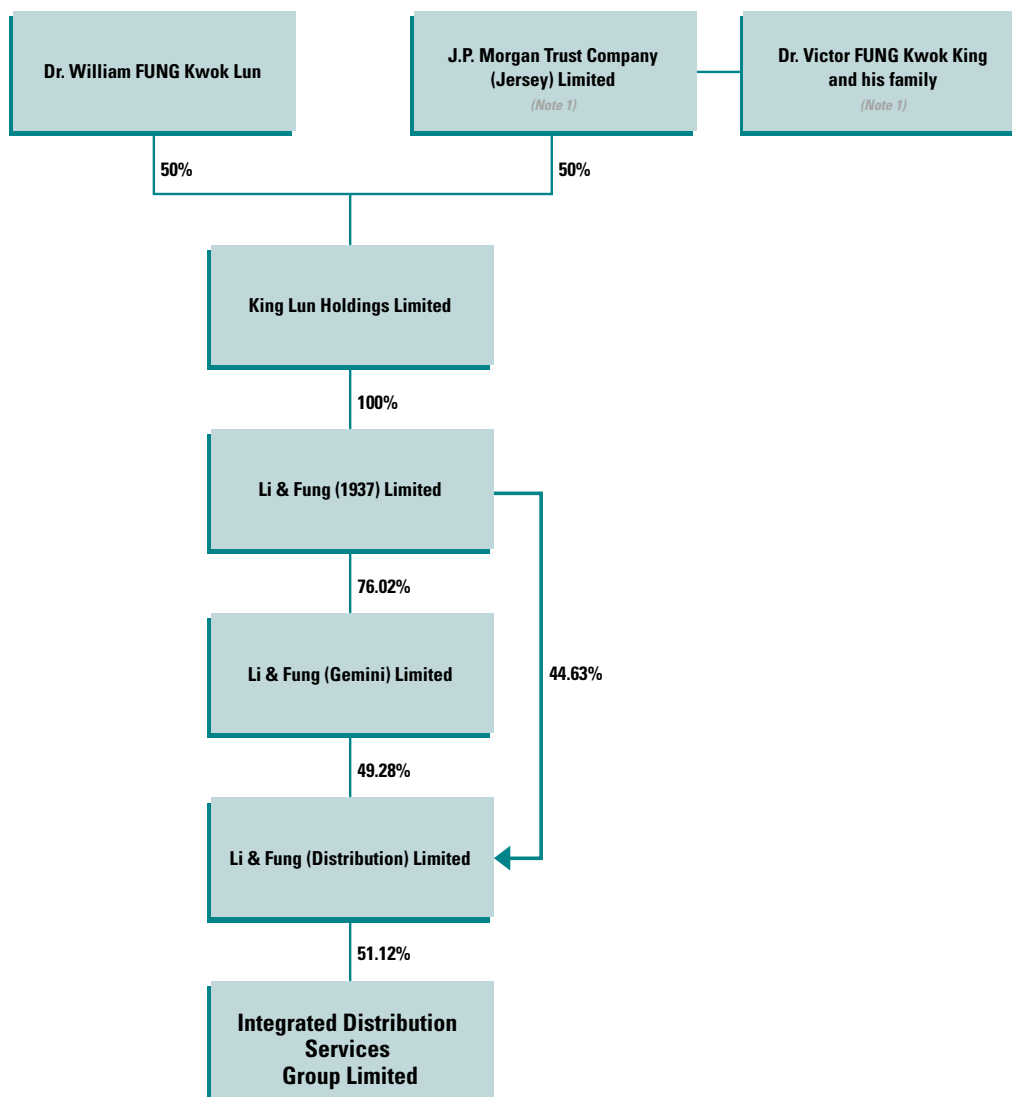 Dr. William FUNG Kwok Lun
J.P. Morgan Trust Company
(Jersey) Limited
(Note 1)
Dr. Victor FUNG Kwok King
and his family
(Note 1)
50%
50%
King Lun Holdings Limited
100%
Li & Fung (1937) Limited
76.02%
Li & Fung (Gemini) Limited
44.63%
49.28%
Li & Fung (Distribution) Limited
51.12%
Integrated Distribution
Services
Group Limited